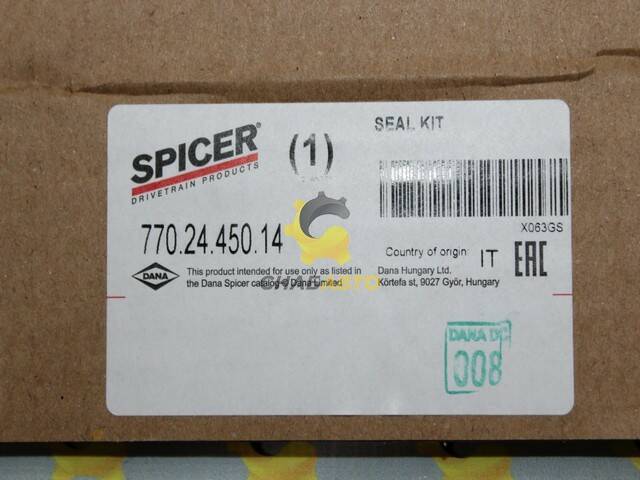 SEAL KIT
SPICER®
DRIVETRAIN PRODUCTS
(1)
X063GS
770.24.450.14
Country of origin IT
EAC
DANA
This product intended for use only as listed in
the Dana Spicer catalog © Dana Limited
Dana Hungary Ltd.
Körtefa st, 9027 Győr, Hungary
СНАБАВТО
DANA DC
008